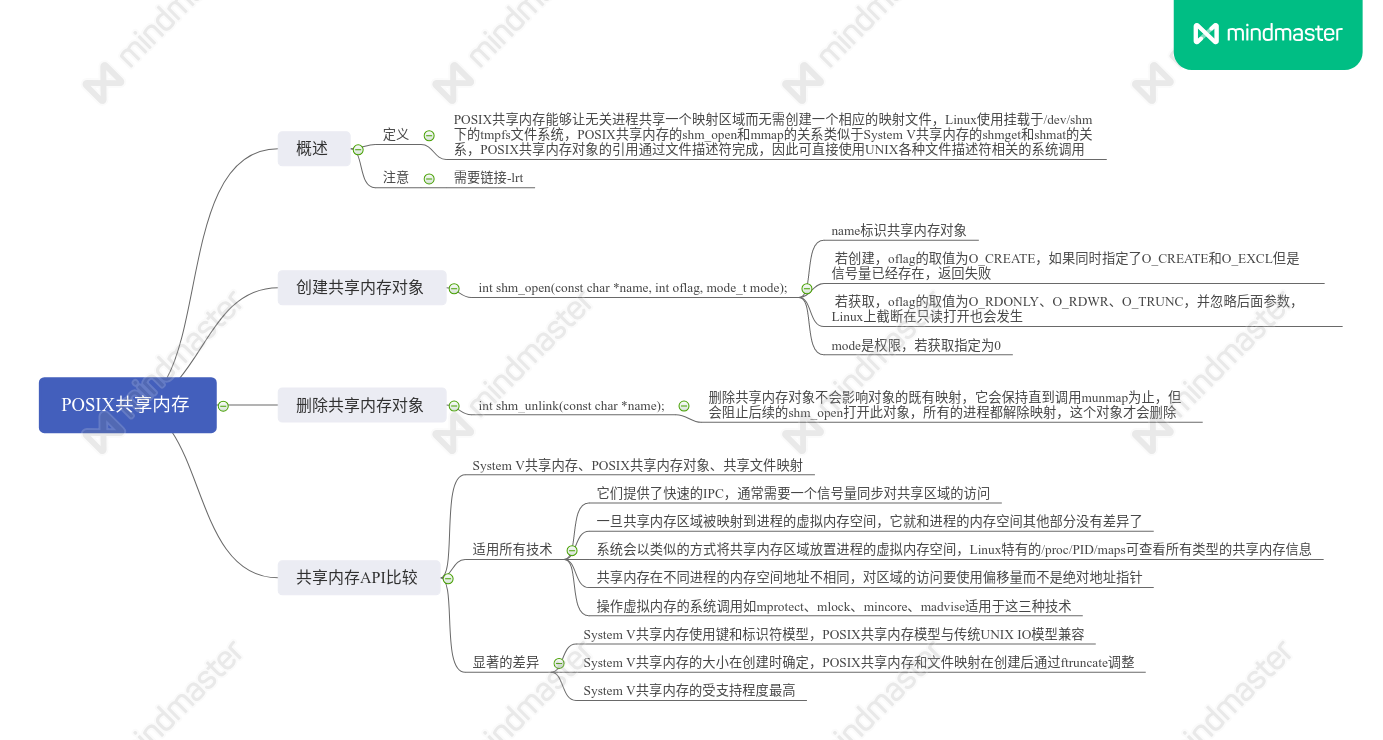 mindmaster
POSIX共享内存
概述
定义
POSIX共享内存能够让无关进程共享一个映射区域而无需创建一个相应的映射文件，Linux使用挂载于/dev/shm
下的tmpfs文件系统，POSIX共享内存的shm_open和mmap的关系类似于System V共享内存的shmget和shmat的关
系，POSIX共享内存对象的引用通过文件描述符完成，因此可直接使用UNIX各种文件描述符相关的系统调用
注意
需要链接-lrt
创建共享内存对象
int shm_open(const char *name, int oflag, mode_t mode);
name标识共享内存对象
若创建，oflag的取值为O_CREATE，如果同时指定了O_CREATE和O_EXCL但是
信号量已经存在，返回失败
若获取，oflag的取值为O_RDONLY、O_RDWR、O_TRUNC，并忽略后面参数，
Linux上截断在只读打开也会发生
mode是权限，若获取指定为0
删除共享内存对象
int shm_unlink(const char *name);
删除共享内存对象不会影响对象的既有映射，它会保持直到调用munmap为止，但
会阻止后续的shm_open打开此对象，所有的进程都解除映射，这个对象才会删除
共享内存API比较
System V共享内存、POSIX共享内存对象、共享文件映射
适用所有技术
它们提供了快速的IPC，通常需要一个信号量同步对共享区域的访问
一旦共享内存区域被映射到进程的虚拟内存空间，它就和进程的内存空间其他部分没有差异了
系统会以类似的方式将共享内存区域放置进程的虚拟内存空间，Linux特有的/proc/PID/maps可查看所有类型的共享内存信息
共享内存在不同进程的内存空间地址不相同，对区域的访问要使用偏移量而不是绝对地址指针
操作虚拟内存的系统调用如mprotect、mlock、mincore、madvise适用于这三种技术
显著的差异
System V共享内存使用键和标识符模型，POSIX共享内存模型与传统UNIX IO模型兼容
System V共享内存的大小在创建时确定，POSIX共享内存和文件映射在创建后通过ftruncate调整
System V共享内存的受支持程度最高